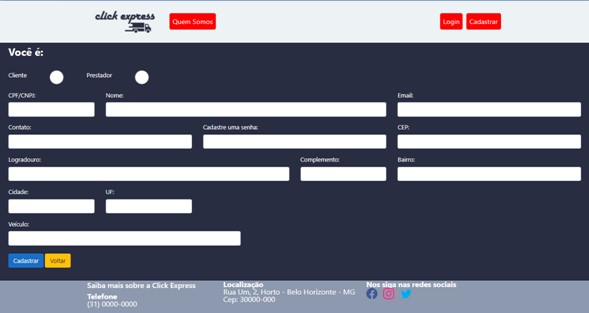 click express
Quem Somos
Login
Cadastrar
Você é:
Cliente
Prestador
CPF/CNPJ:
Nome:
Email:
Contato:
Cadastre uma senha:
CEP:
Logradouro:
Complemento:
Bairro:
Cidade:
UF:
Veículo:
Cadastrar
Voltar
Saiba mais sobre a Click Express
Telefone
(31) 0000-0000
Localização
Rua Um, 2, Horto - Belo Horizonte - MG
Cep: 30000-000
Nos siga nas redes sociais